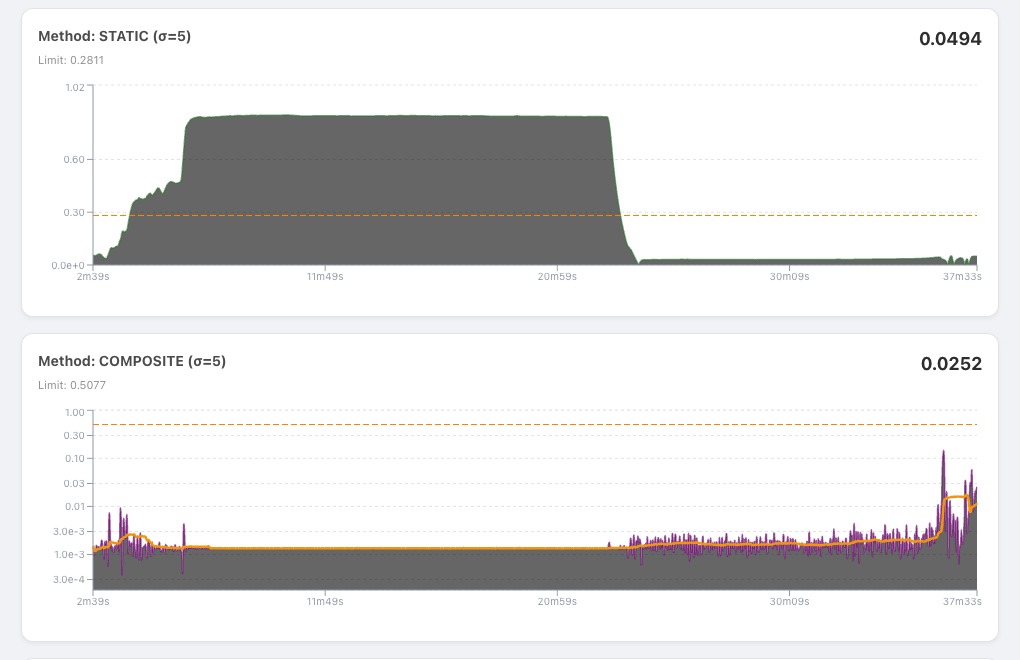 Method: STATIC (σ=5)
0.0494
Limit: 0.2811
1.02
0.60
0.30
0.0e+0
2m39s 11m49s 20m59s 30m09s 37m33s
Method: COMPOSITE (σ=5)
0.0252
Limit: 0.5077
1.00
0.30
0.10
0.03
0.01
3.0e-3
1.0e-3
3.0e-4
2m39s 11m49s 20m59s 30m09s 37m33s